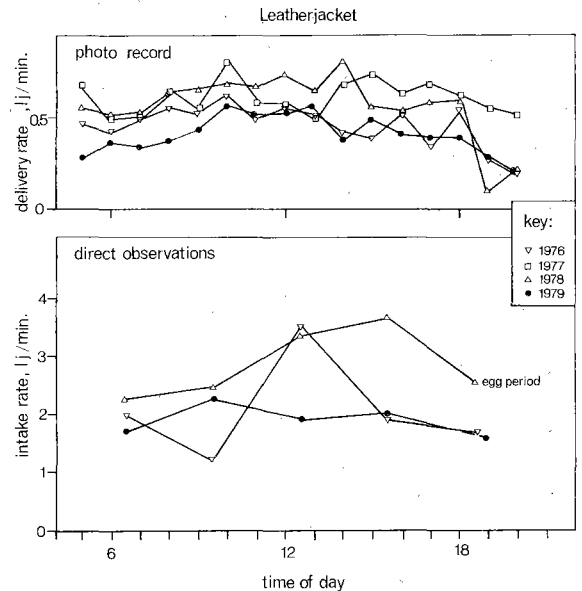 Leatherjacket
photo record
delivery rate, lj/min.
0.5
0
key:
1976
1977
1978
1979
direct observations
intake rate, lj/min.
4
3
2
1
0
egg period
6
12
18
time of day